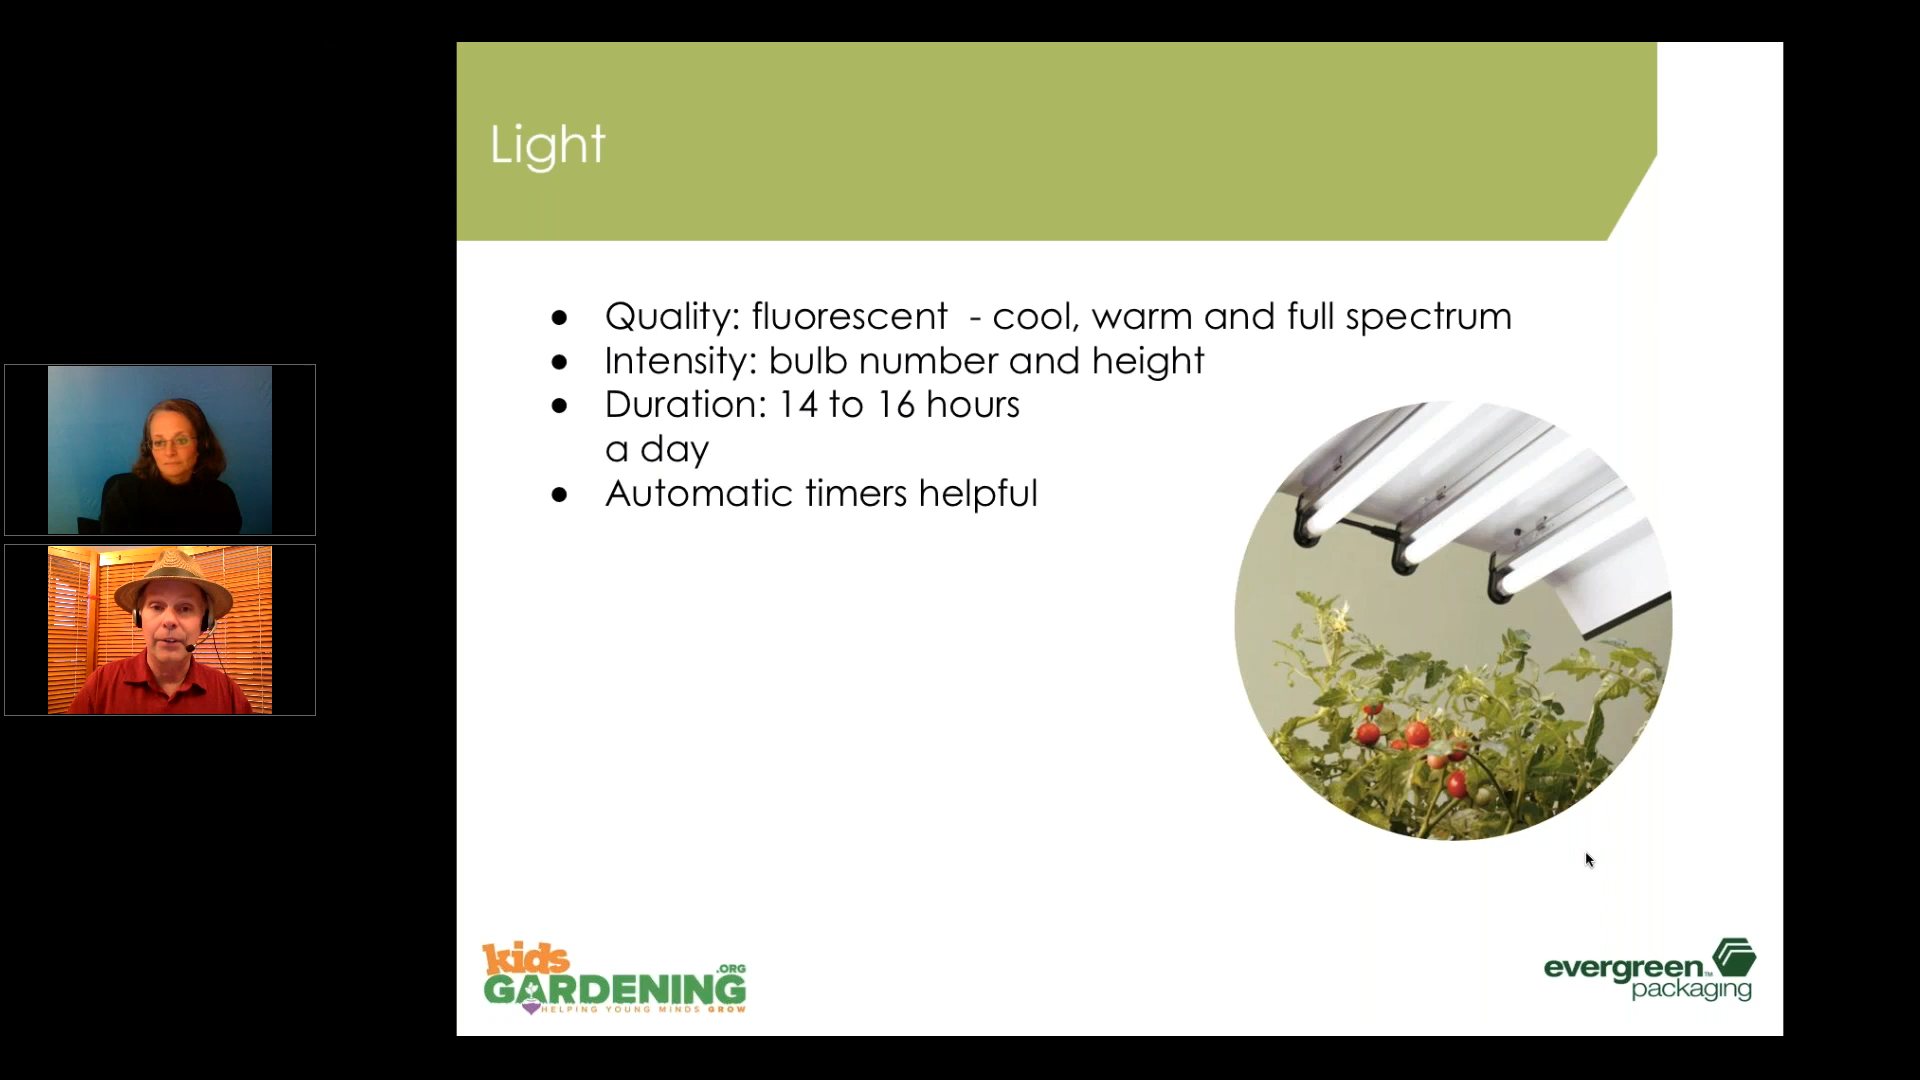 Light
● Quality: fluorescent  - cool, warm and full spectrum
● Intensity: bulb number and height
● Duration: 14 to 16 hours
a day
● Automatic timers helpful
kids
GARDENING.ORG
HELPING YOUNG MINDS GROW
evergreen™
packaging